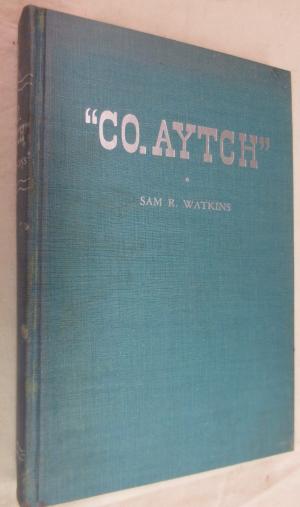 "CO. AYTCH"
SAM R. WATKINS